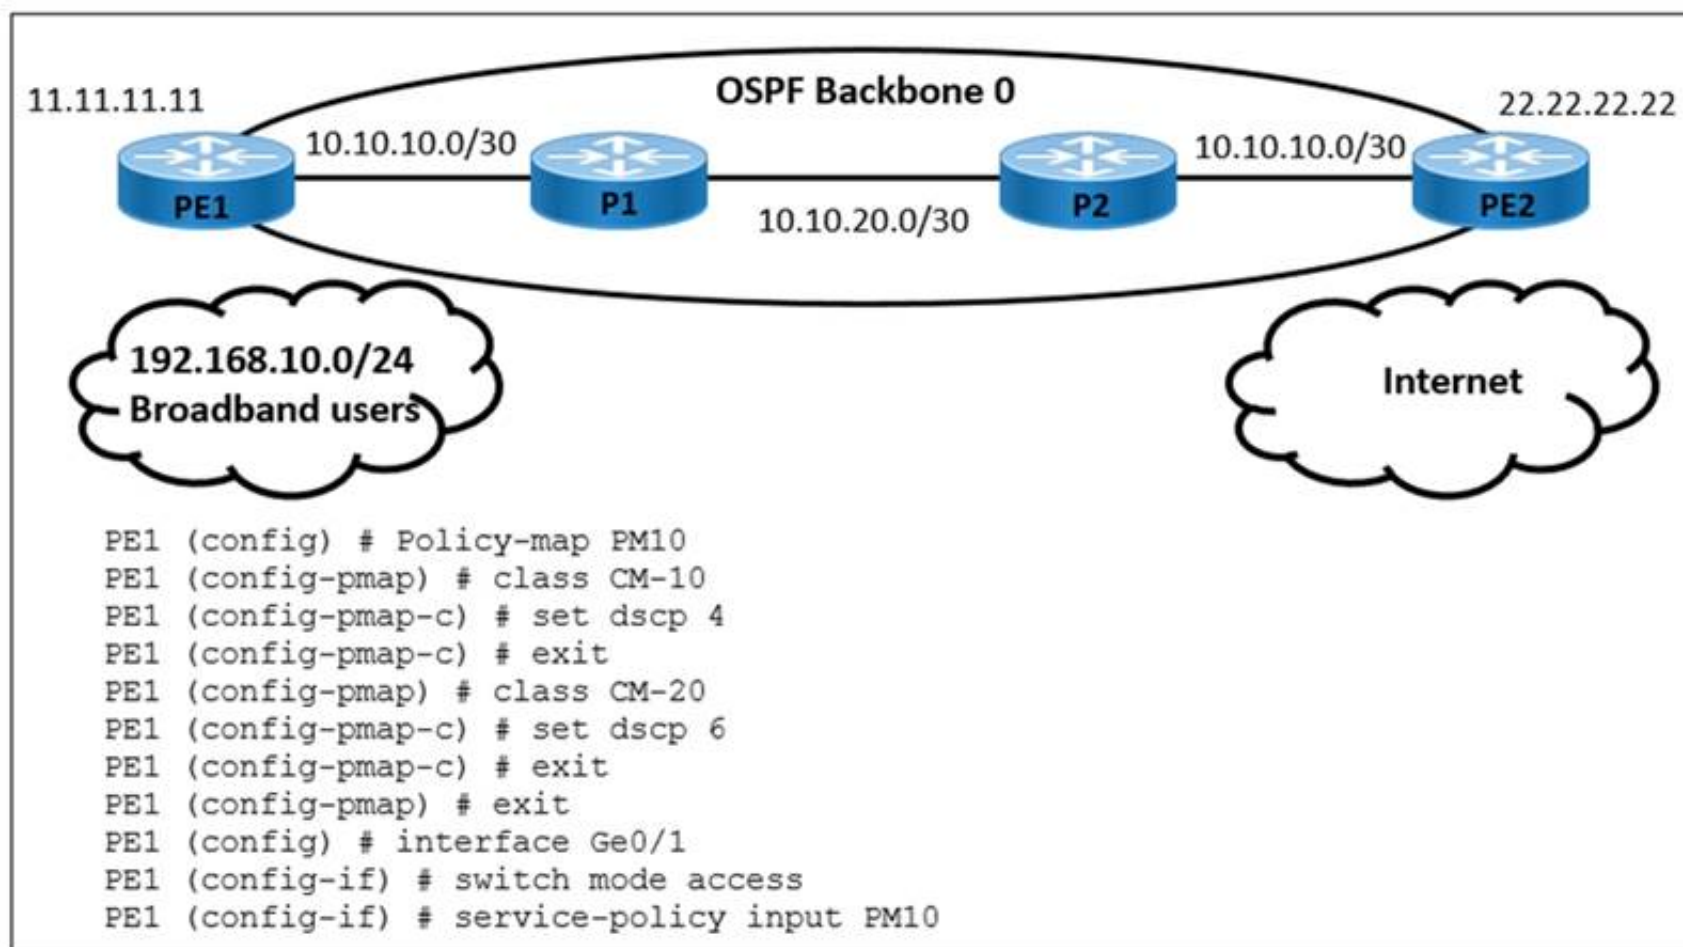 OSPF Backbone 0
11.11.11.11
22.22.22.22
10.10.10.0/30
10.10.10.0/30
PE1
P1
P2
PE2
10.10.20.0/30
192.168.10.0/24
Broadband users
Internet
PE1 (config) # Policy-map PM10
PE1 (config-pmap) # class CM-10
PE1 (config-pmap-c) # set dscp 4
PE1 (config-pmap-c) # exit
PE1 (config-pmap) # class CM-20
PE1 (config-pmap-c) # set dscp 6
PE1 (config-pmap-c) # exit
PE1 (config-pmap) # exit
PE1 (config) # interface Ge0/1
PE1 (config-if) # switch mode access
PE1 (config-if) # service-policy input PM10